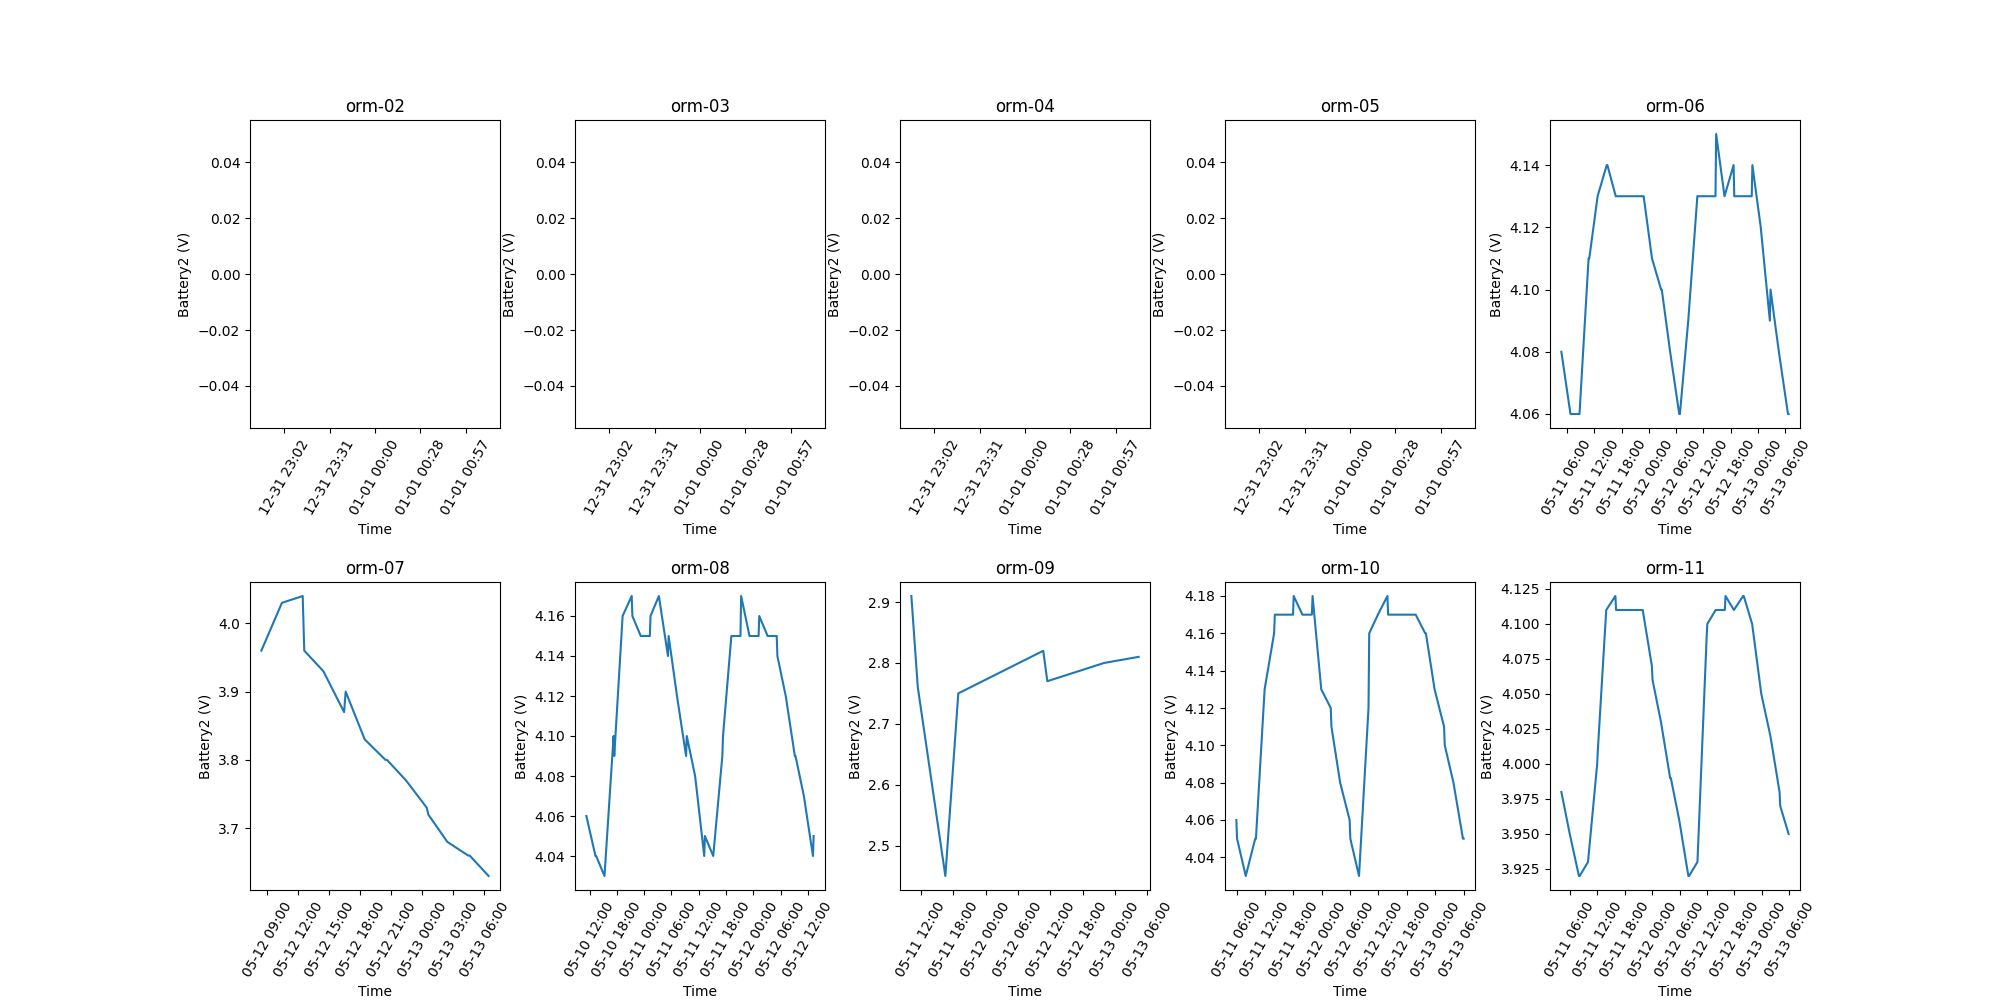 orm-02 orm-03 orm-04 orm-05 orm-06
Battery2 (V)
0.04
0.02
0.00
−0.02
−0.04
12-31 23:02 12-31 23:31 01-01 00:00 01-01 00:28 01-01 00:57
Time
Battery2 (V)
0.04
0.02
0.00
−0.02
−0.04
12-31 23:02 12-31 23:31 01-01 00:00 01-01 00:28 01-01 00:57
Time
Battery2 (V)
0.04
0.02
0.00
−0.02
−0.04
12-31 23:02 12-31 23:31 01-01 00:00 01-01 00:28 01-01 00:57
Time
Battery2 (V)
0.04
0.02
0.00
−0.02
−0.04
12-31 23:02 12-31 23:31 01-01 00:00 01-01 00:28 01-01 00:57
Time
Battery2 (V)
4.14
4.12
4.10
4.08
4.06
05-11 06:00 05-11 12:00 05-11 18:00 05-12 00:00 05-12 06:00 05-12 12:00 05-12 18:00 05-13 00:00 05-13 06:00
Time
orm-07 orm-08 orm-09 orm-10 orm-11
Battery2 (V)
4.0
3.9
3.8
3.7
05-12 09:00 05-12 12:00 05-12 15:00 05-12 18:00 05-12 21:00 05-13 00:00 05-13 03:00 05-13 06:00
Time
Battery2 (V)
4.16
4.14
4.12
4.10
4.08
4.06
4.04
05-10 12:00 05-10 18:00 05-11 00:00 05-11 06:00 05-11 12:00 05-11 18:00 05-12 00:00 05-12 06:00 05-12 12:00
Time
Battery2 (V)
2.9
2.8
2.7
2.6
2.5
05-11 12:00 05-11 18:00 05-12 00:00 05-12 06:00 05-12 12:00 05-12 18:00 05-13 00:00 05-13 06:00
Time
Battery2 (V)
4.18
4.16
4.14
4.12
4.10
4.08
4.06
4.04
05-11 06:00 05-11 12:00 05-11 18:00 05-12 00:00 05-12 06:00 05-12 12:00 05-12 18:00 05-13 00:00 05-13 06:00
Time
Battery2 (V)
4.125
4.100
4.075
4.050
4.025
4.000
3.975
3.950
3.925
05-11 06:00 05-11 12:00 05-11 18:00 05-12 00:00 05-12 06:00 05-12 12:00 05-12 18:00 05-13 00:00 05-13 06:00
Time